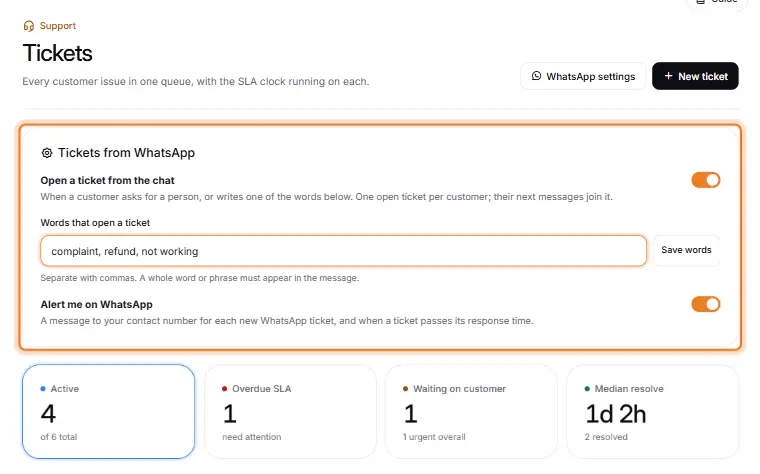 Guide
Support
Tickets
Every customer issue in one queue, with the SLA clock running on each.
WhatsApp settings
+ New ticket
Tickets from WhatsApp
Open a ticket from the chat
When a customer asks for a person, or writes one of the words below. One open ticket per customer; their next messages join it.
Words that open a ticket
complaint, refund, not working
Save words
Separate with commas. A whole word or phrase must appear in the message.
Alert me on WhatsApp
A message to your contact number for each new WhatsApp ticket, and when a ticket passes its response time.
Active
4
of 6 total
Overdue SLA
1
need attention
Waiting on customer
1
1 urgent overall
Median resolve
1d 2h
2 resolved